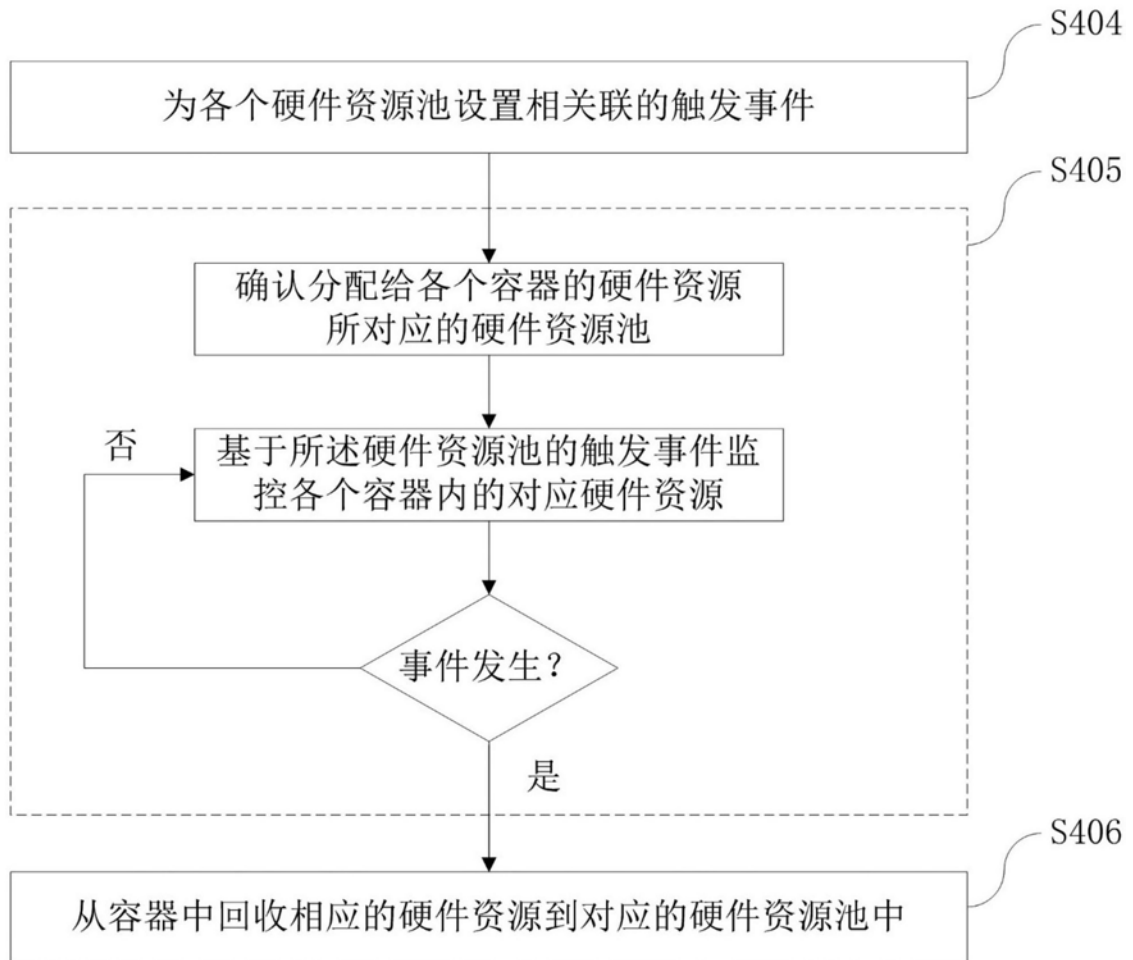 S404
为各个硬件资源池设置相关联的触发事件
S405
确认分配给各个容器的硬件资源
所对应的硬件资源池
否
基于所述硬件资源池的触发事件监
控各个容器内的对应硬件资源
事件发生？
是
S406
从容器中回收相应的硬件资源到对应的硬件资源池中